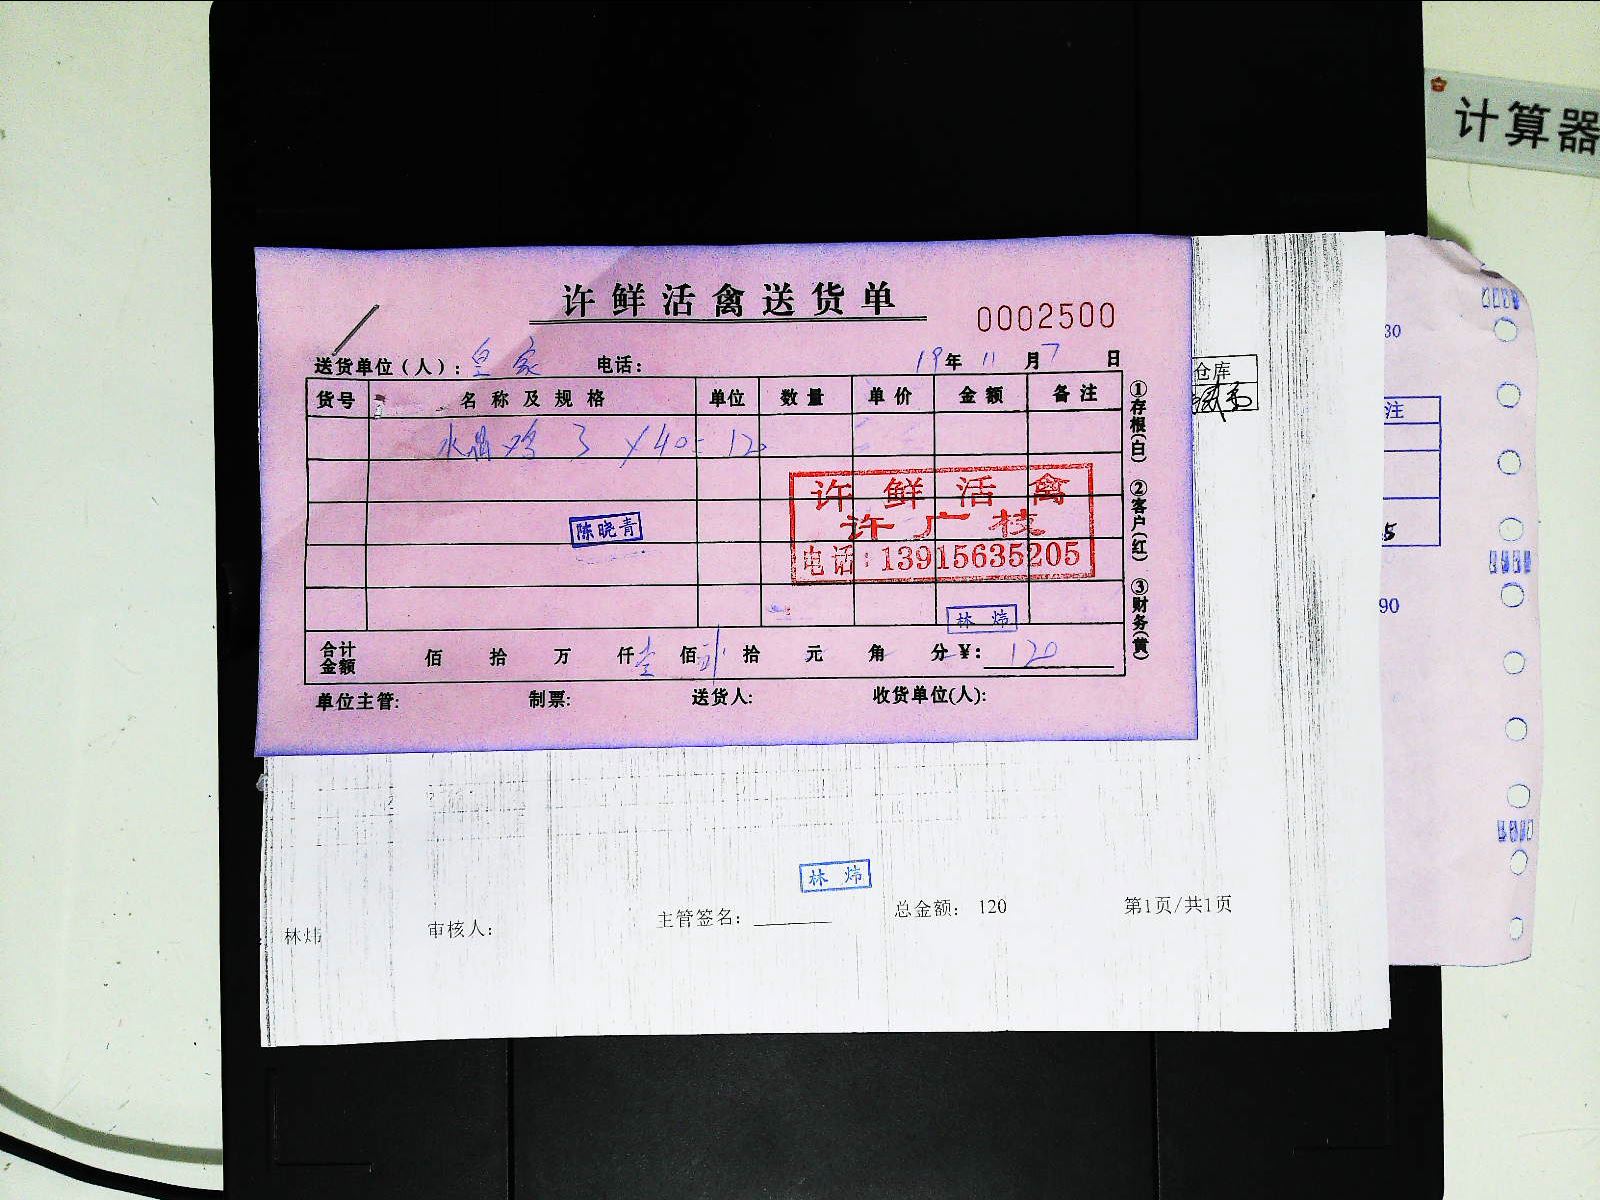 计算器
许鲜活禽送货单
0002500
送货单位(人): 皇家 电话: 19年 11月 7日
货号 名称及规格 单位 数量 单价 金额 备注
水晶鸡 3 × 40 = 120
许鲜活禽
许广枝
电话:13915635205
陈晓青
林炜
合计金额 佰 拾 万 仟 壹 佰 贰 拾 元 角 分 ¥: 120
单位主管: 制票: 送货人: 收货单位(人):
①存根(白) ②客户(红) ③财务(黄)
仓库
30
注
5
90
林炜
林炜 审核人: 主管签名: 总金额: 120 第1页/共1页